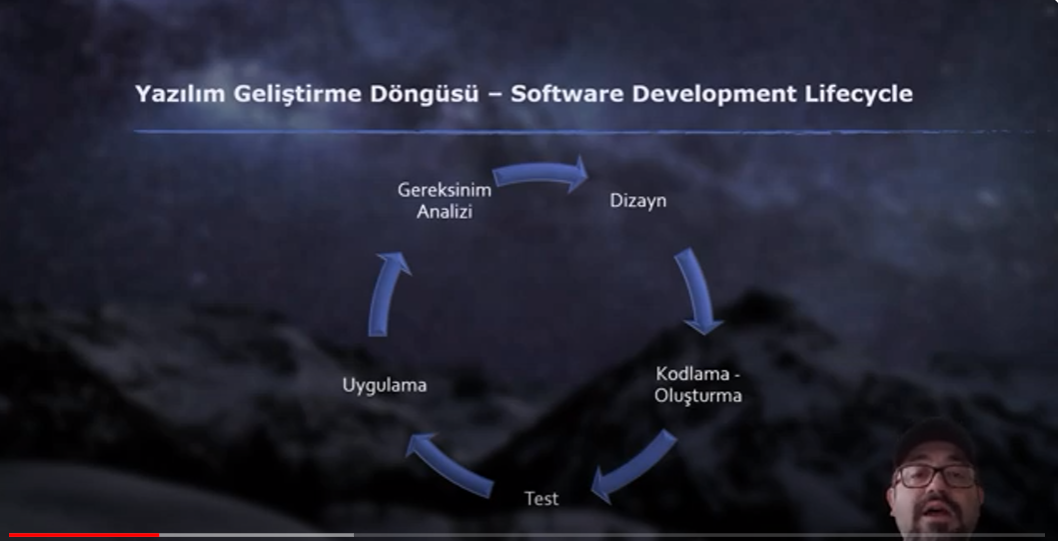 Yazılım Geliştirme Döngüsü – Software Development Lifecycle
Gereksinim
Analizi
Dizayn
Kodlama -
Oluşturma
Test
Uygulama